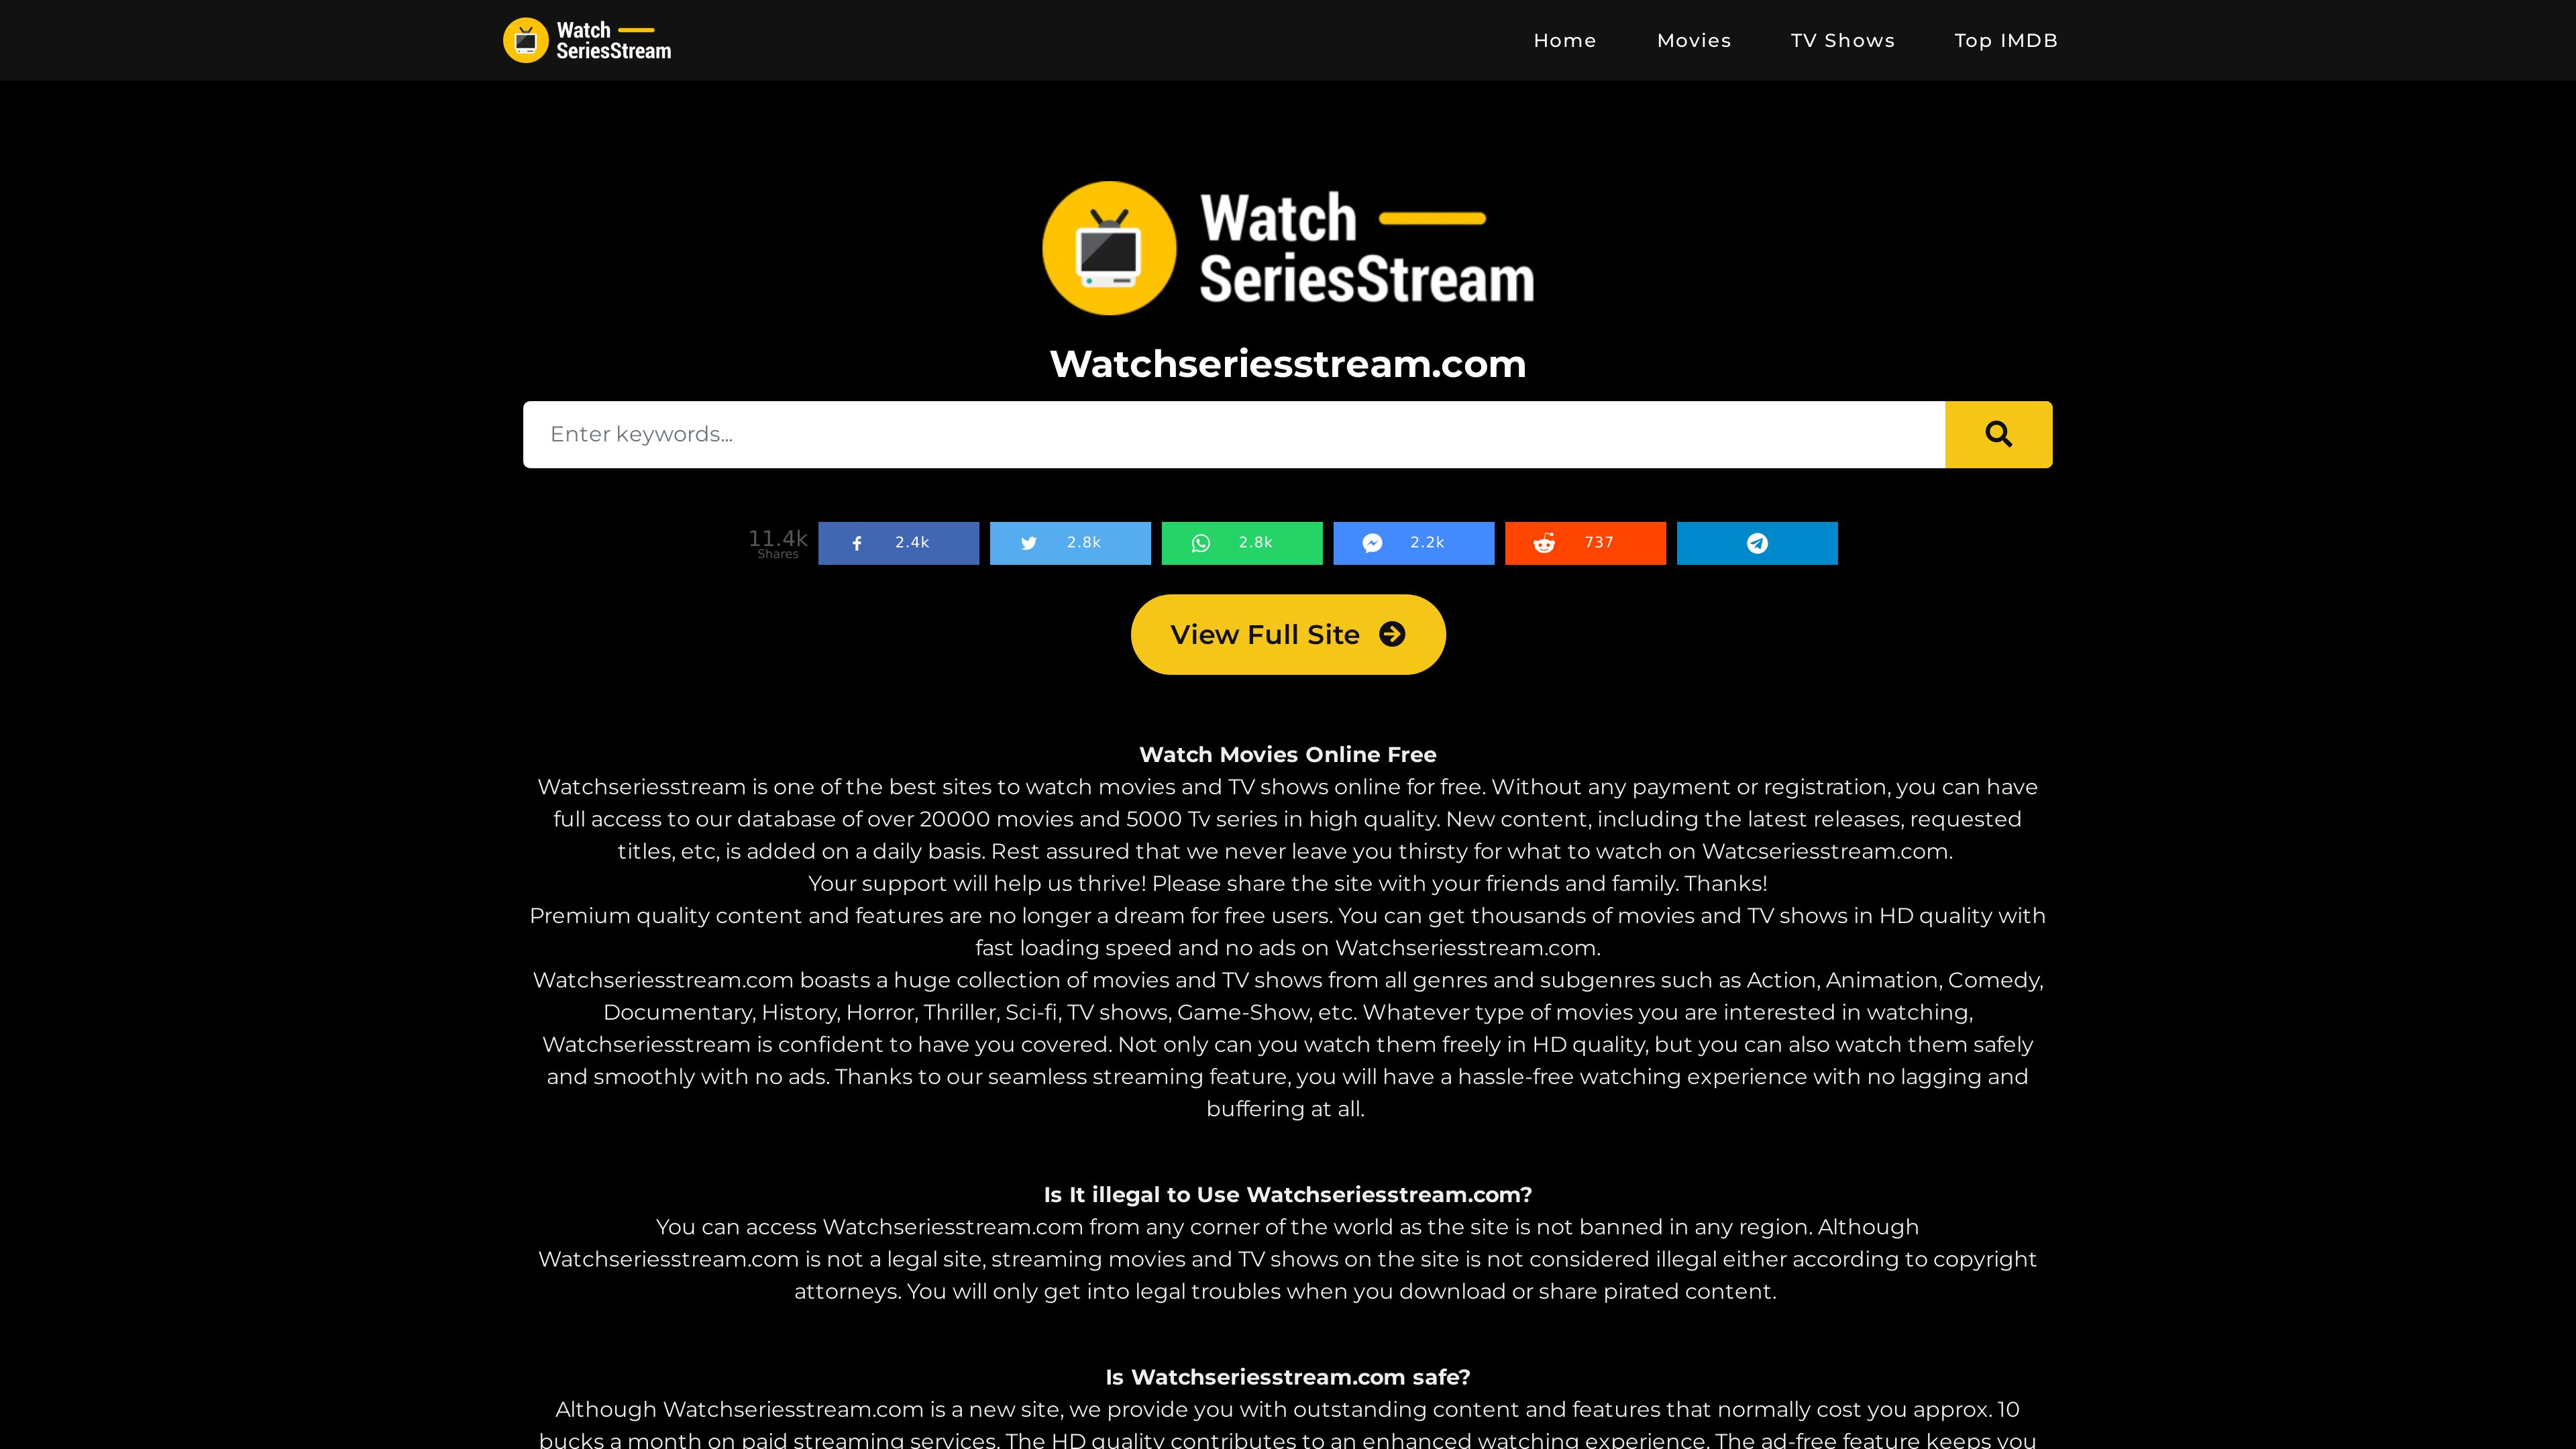 Watch
SeriesStream
Home
Movies
TV Shows
Top IMDB
Watch
SeriesStream
Watchseriesstream.com
Enter keywords...
11.4k
Shares
2.4k
2.8k
2.8k
2.2k
737
View Full Site
Watch Movies Online Free
Watchseriesstream is one of the best sites to watch movies and TV shows online for free. Without any payment or registration, you can have
full access to our database of over 20000 movies and 5000 Tv series in high quality. New content, including the latest releases, requested
titles, etc, is added on a daily basis. Rest assured that we never leave you thirsty for what to watch on Watcseriesstream.com.
Your support will help us thrive! Please share the site with your friends and family. Thanks!
Premium quality content and features are no longer a dream for free users. You can get thousands of movies and TV shows in HD quality with
fast loading speed and no ads on Watchseriesstream.com.
Watchseriesstream.com boasts a huge collection of movies and TV shows from all genres and subgenres such as Action, Animation, Comedy,
Documentary, History, Horror, Thriller, Sci-fi, TV shows, Game-Show, etc. Whatever type of movies you are interested in watching,
Watchseriesstream is confident to have you covered. Not only can you watch them freely in HD quality, but you can also watch them safely
and smoothly with no ads. Thanks to our seamless streaming feature, you will have a hassle-free watching experience with no lagging and
buffering at all.
Is It illegal to Use Watchseriesstream.com?
You can access Watchseriesstream.com from any corner of the world as the site is not banned in any region. Although
Watchseriesstream.com is not a legal site, streaming movies and TV shows on the site is not considered illegal either according to copyright
attorneys. You will only get into legal troubles when you download or share pirated content.
Is Watchseriesstream.com safe?
Although Watchseriesstream.com is a new site, we provide you with outstanding content and features that normally cost you approx. 10
bucks a month on paid streaming services. The HD quality contributes to an enhanced watching experience. The ad-free feature keeps you